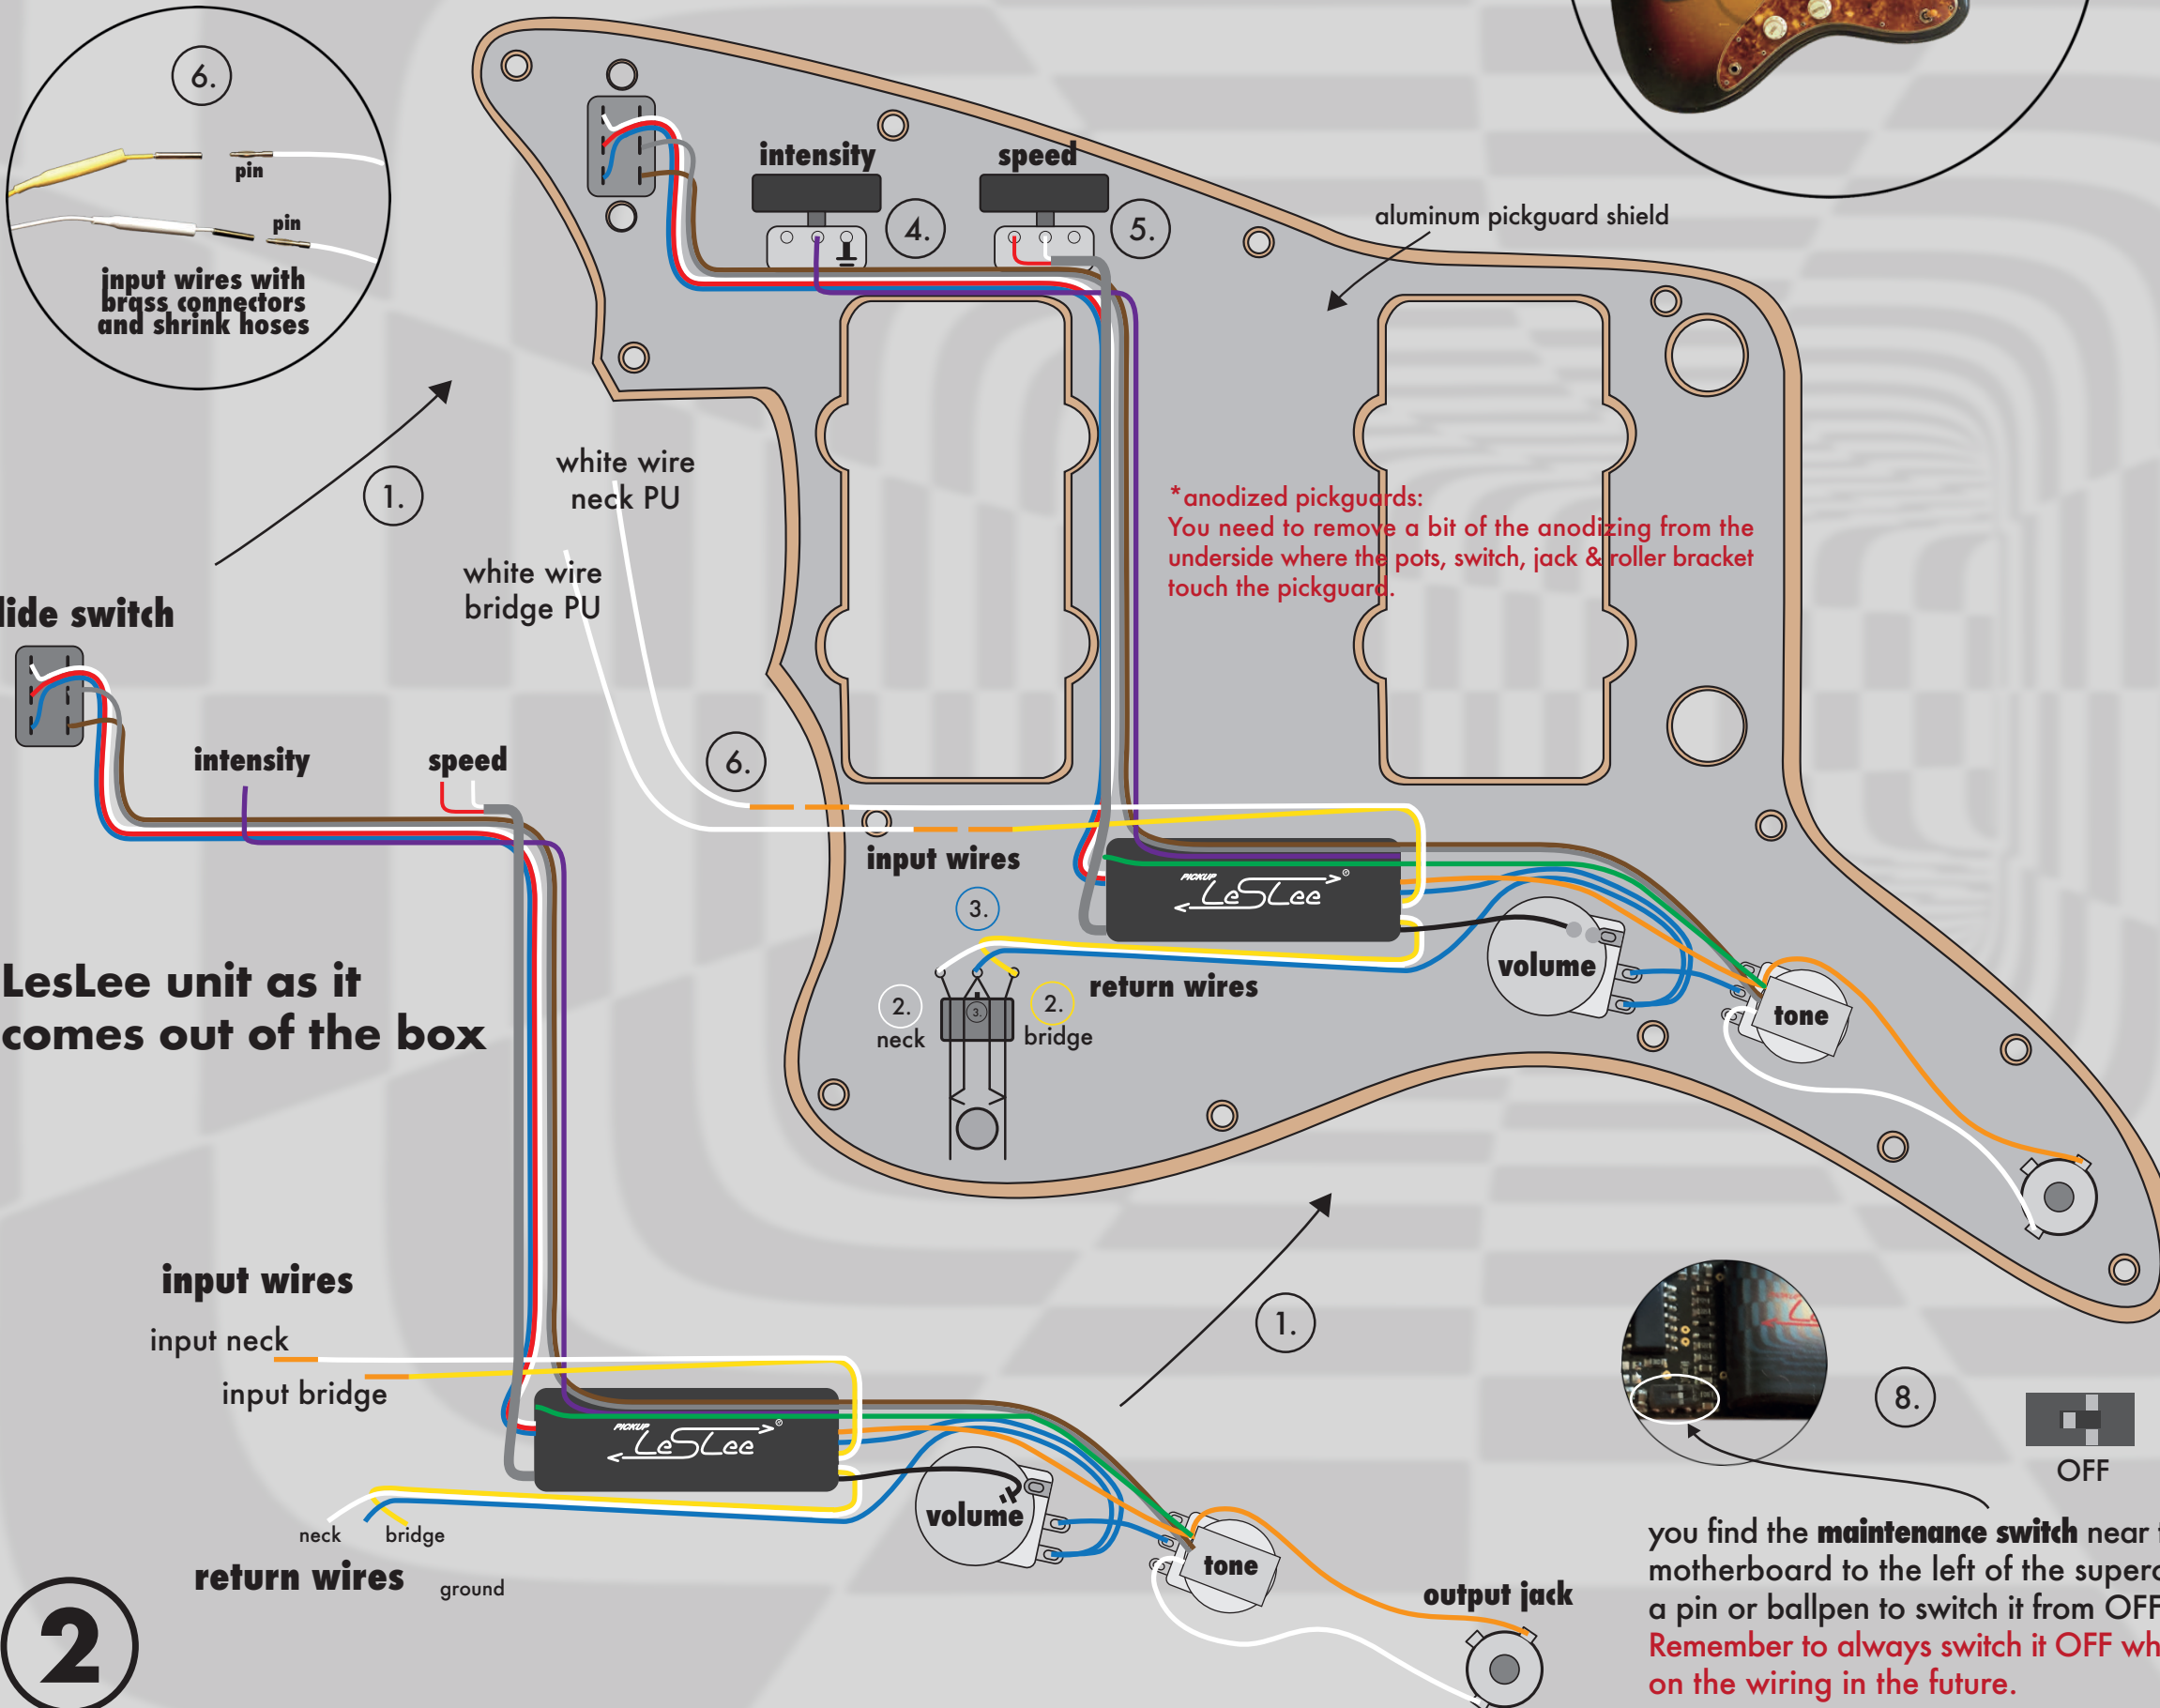 6.
pin
pin
input wires with
brass connectors
and shrink hoses
intensity
speed
4.
5.
aluminum pickguard shield
1.
white wire
neck PU
white wire
bridge PU
*anodized pickguards:
You need to remove a bit of the anodizing from the
underside where the pots, switch, jack & roller bracket
touch the pickguard.
lide switch
intensity
speed
6.
input wires
PICKUP
LeSLee
®
3.
return wires
2.
neck
3.
2.
bridge
volume
tone
LesLee unit as it
comes out of the box
input wires
input neck
input bridge
PICKUP
LeSLee
®
1.
neck
bridge
return wires
ground
volume
tone
output jack
8.
OFF
you find the maintenance switch near
motherboard to the left of the
a pin or ballpen to switch it from OFF
Remember to always switch it OFF
on the wiring in the future.
2